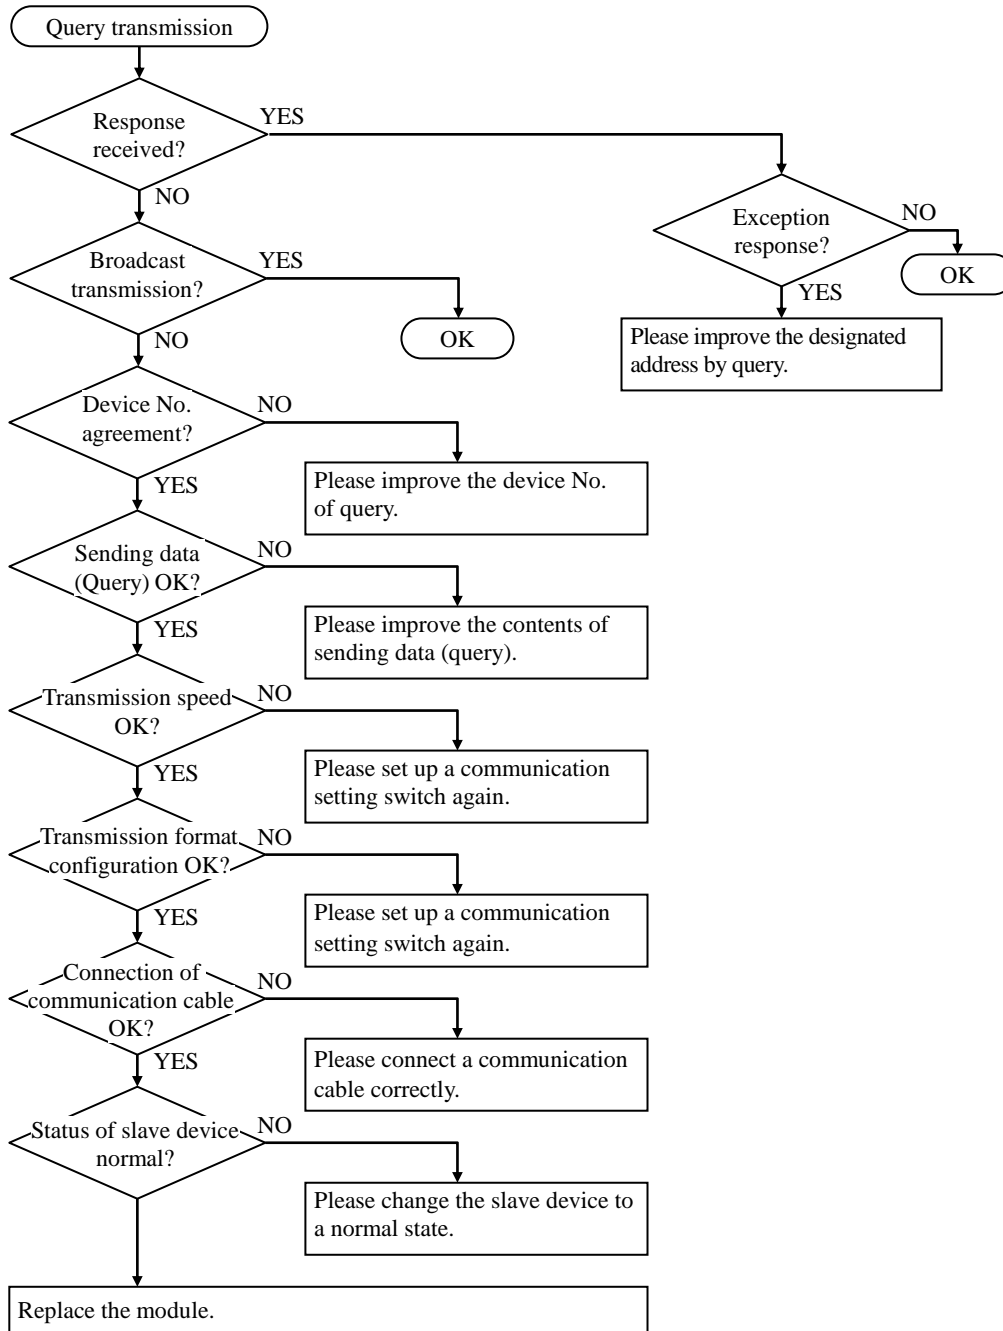 Query transmission
Response
received?
YES
NO
Exception
response?
NO
OK
YES
Please improve the designated
address by query.
Broadcast
transmission?
YES
OK
NO
Device No.
agreement?
NO
Please improve the device No.
of query.
YES
Sending data
(Query) OK?
NO
Please improve the contents of
sending data (query).
YES
Transmission speed
OK?
NO
Please set up a communication
setting switch again.
YES
Transmission format
configuration OK?
NO
Please set up a communication
setting switch again.
YES
Connection of
communication cable
OK?
NO
Please connect a communication
cable correctly.
YES
Status of slave device
normal?
NO
Please change the slave device to
a normal state.
Replace the module.